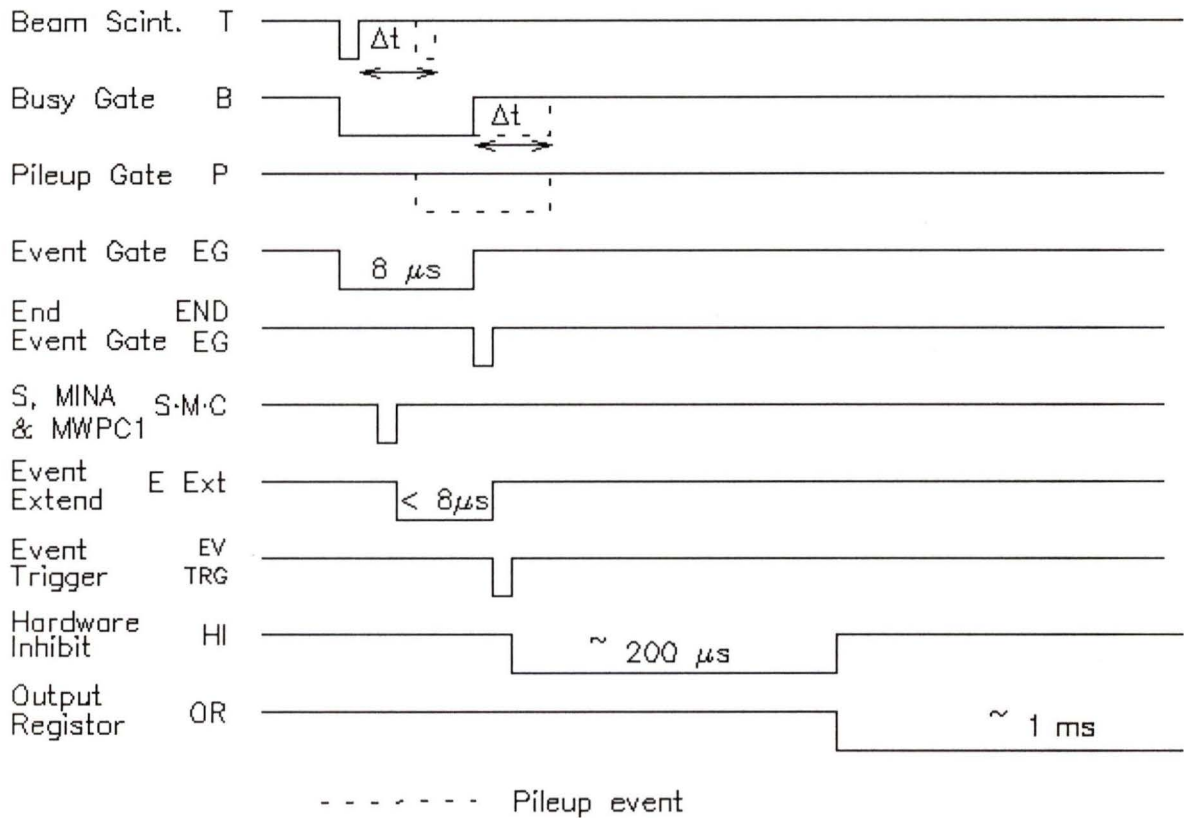 Beam Scint. T
Δt
Busy Gate B
Δt
Pileup Gate P
Event Gate EG
8 μs
End END
Event Gate EG
S, MINA S·M·C
& MWPC1
Event E Ext
Extend
< 8μs
Event EV
Trigger TRG
Hardware HI
Inhibit
~ 200 μs
Output OR
Registor
~ 1 ms
Pileup event